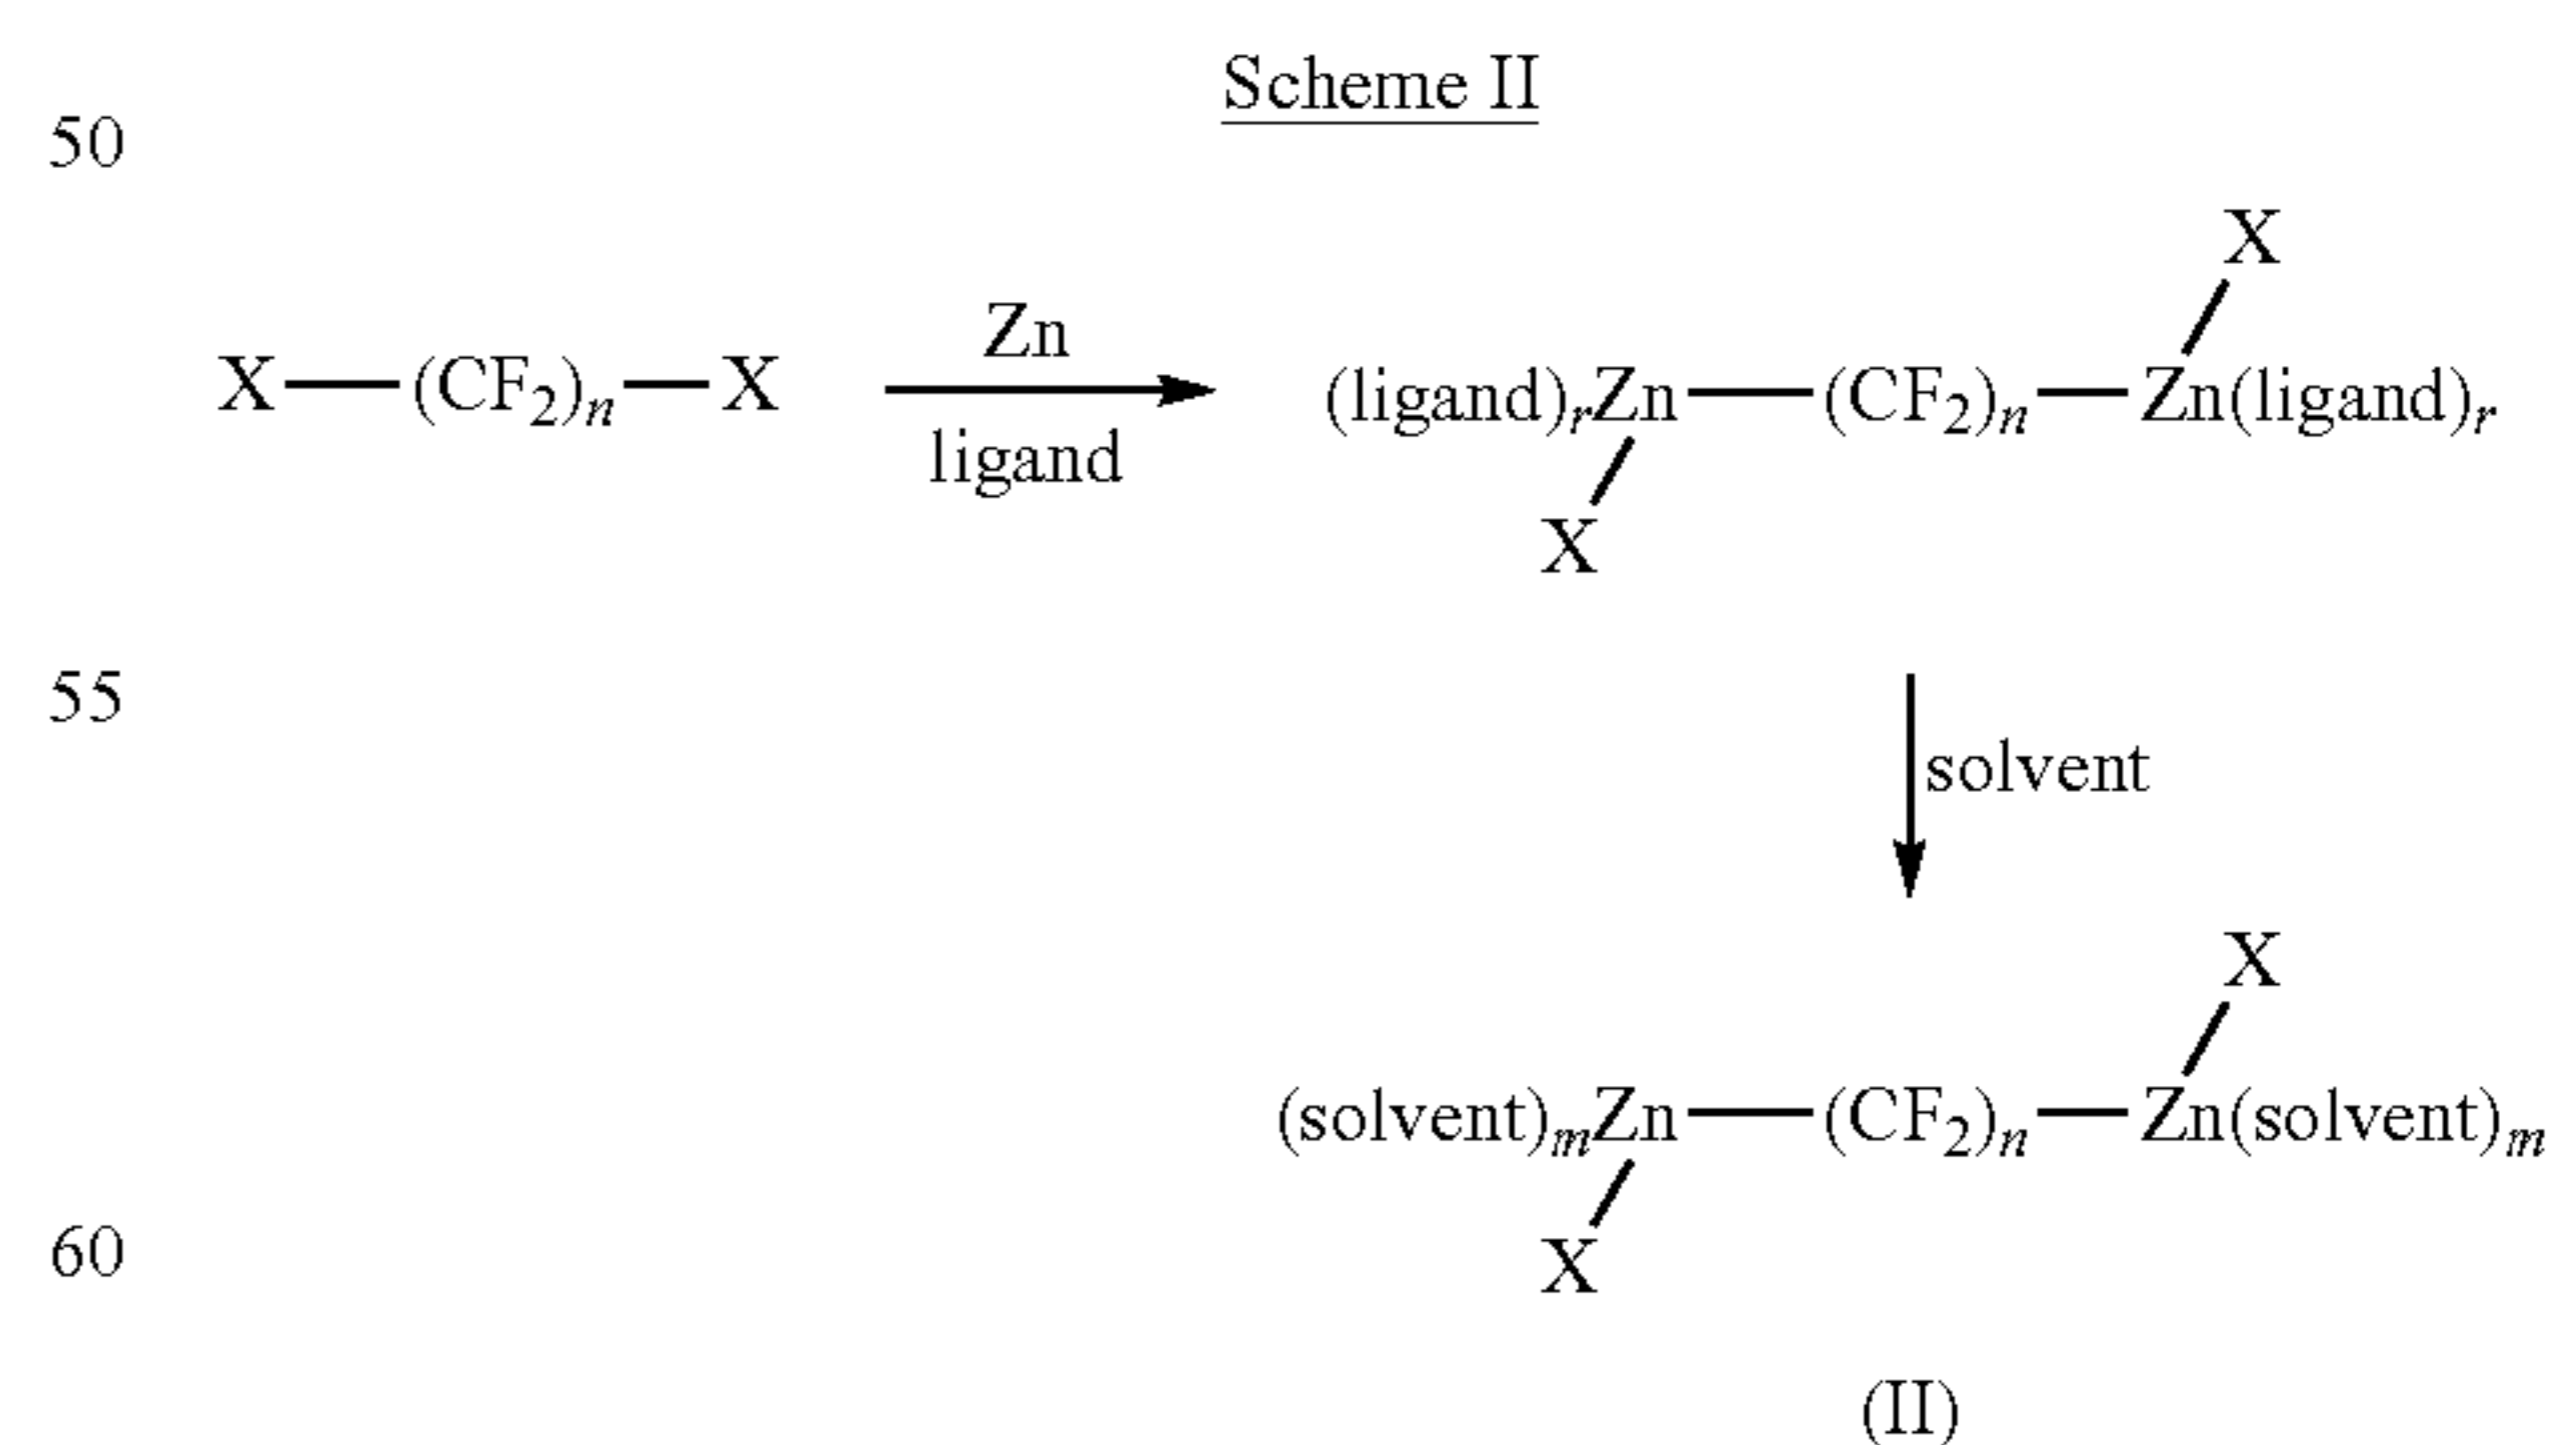 Scheme II
50
X
X—(CF2)n—X
Zn
ligand
(ligand)rZn—(CF2)n—Zn(ligand)r
X
55
solvent
X
(solvent)mZn—(CF2)n—Zn(solvent)m
60
X
(II)